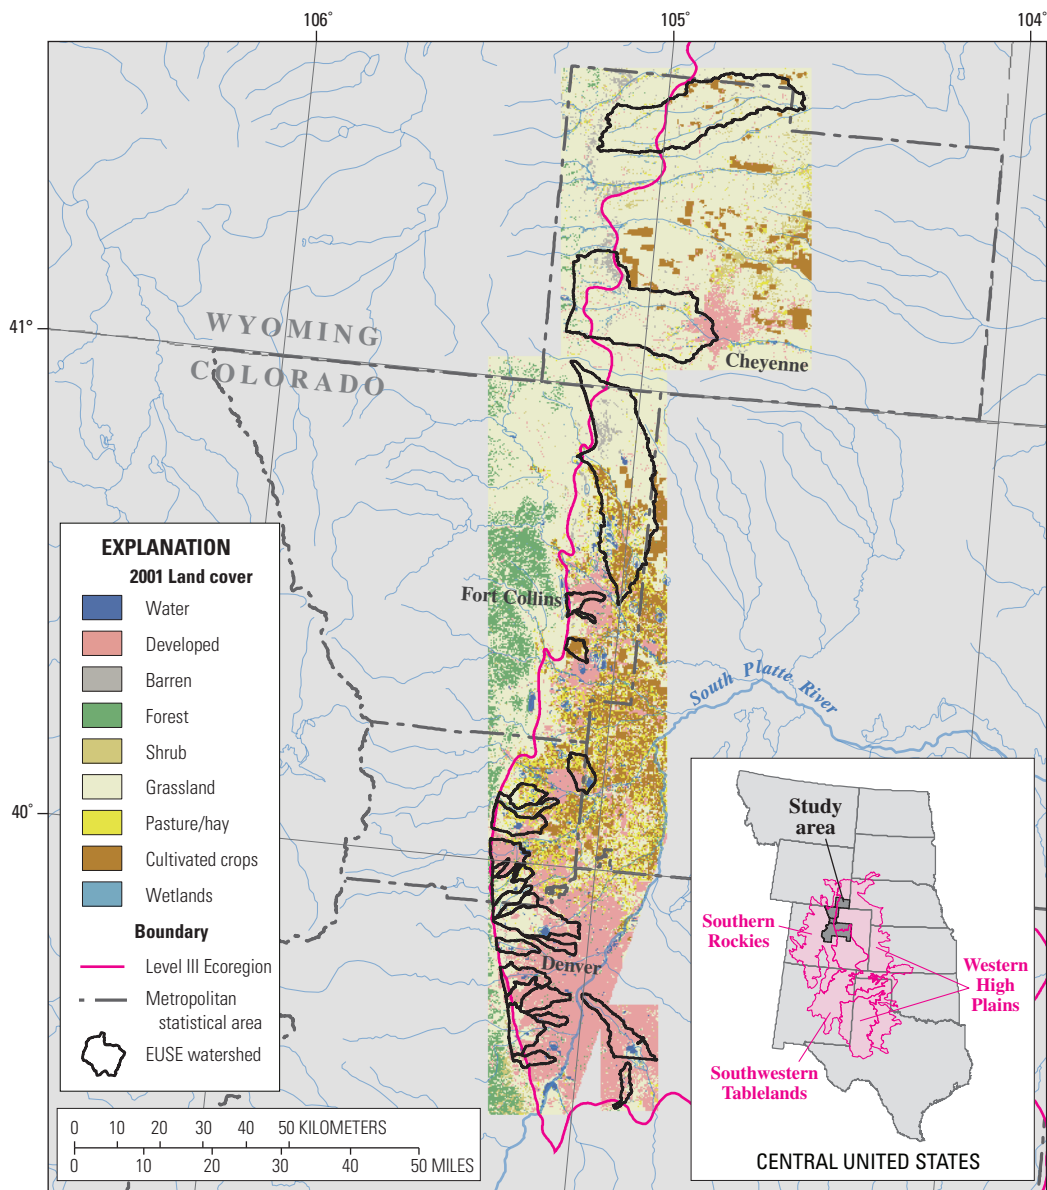 106°
105°
104°
41°
40°
WYOMING
COLORADO
Cheyenne
Fort Collins
South Platte River
Denver
EXPLANATION
2001 Land cover
Water
Developed
Barren
Forest
Shrub
Grassland
Pasture/hay
Cultivated crops
Wetlands
Boundary
Level III Ecoregion
Metropolitan
statistical area
EUSE watershed
0 10 20 30 40 50 KILOMETERS
0 10 20 30 40 50 MILES
Study
area
Southern
Rockies
Western
High
Plains
Southwestern
Tablelands
CENTRAL UNITED STATES